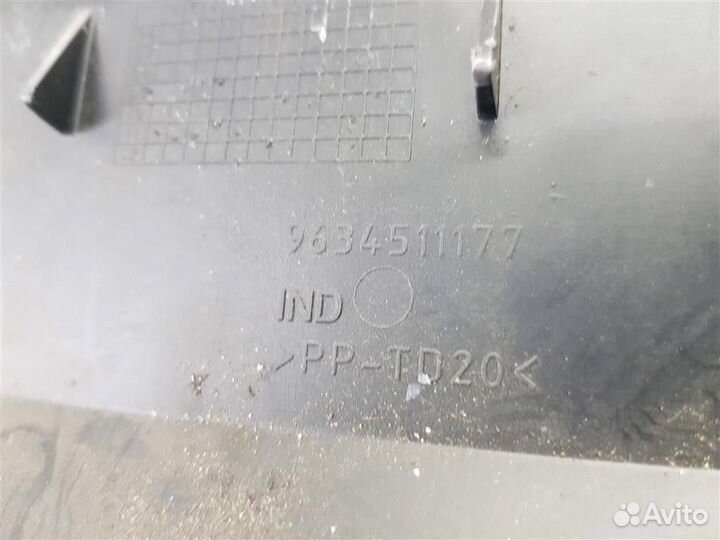 9634511177
IND
>PP-TD20<
Avito